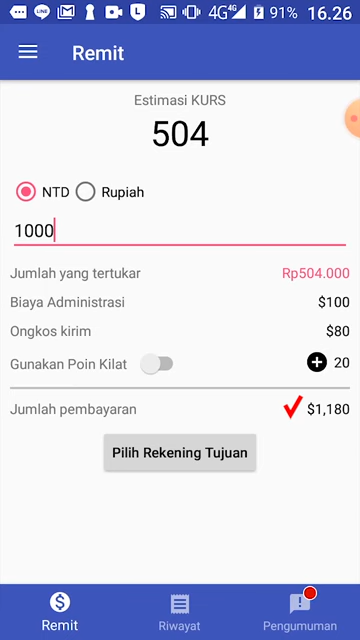 4G 4G 91% 16.26
Remit
Estimasi KURS
504
NTD Rupiah
1000
Jumlah yang tertukar Rp504.000
Biaya Administrasi $100
Ongkos kirim $80
Gunakan Poin Kilat 20
Jumlah pembayaran $1,180
Pilih Rekening Tujuan
Remit Riwayat Pengumuman